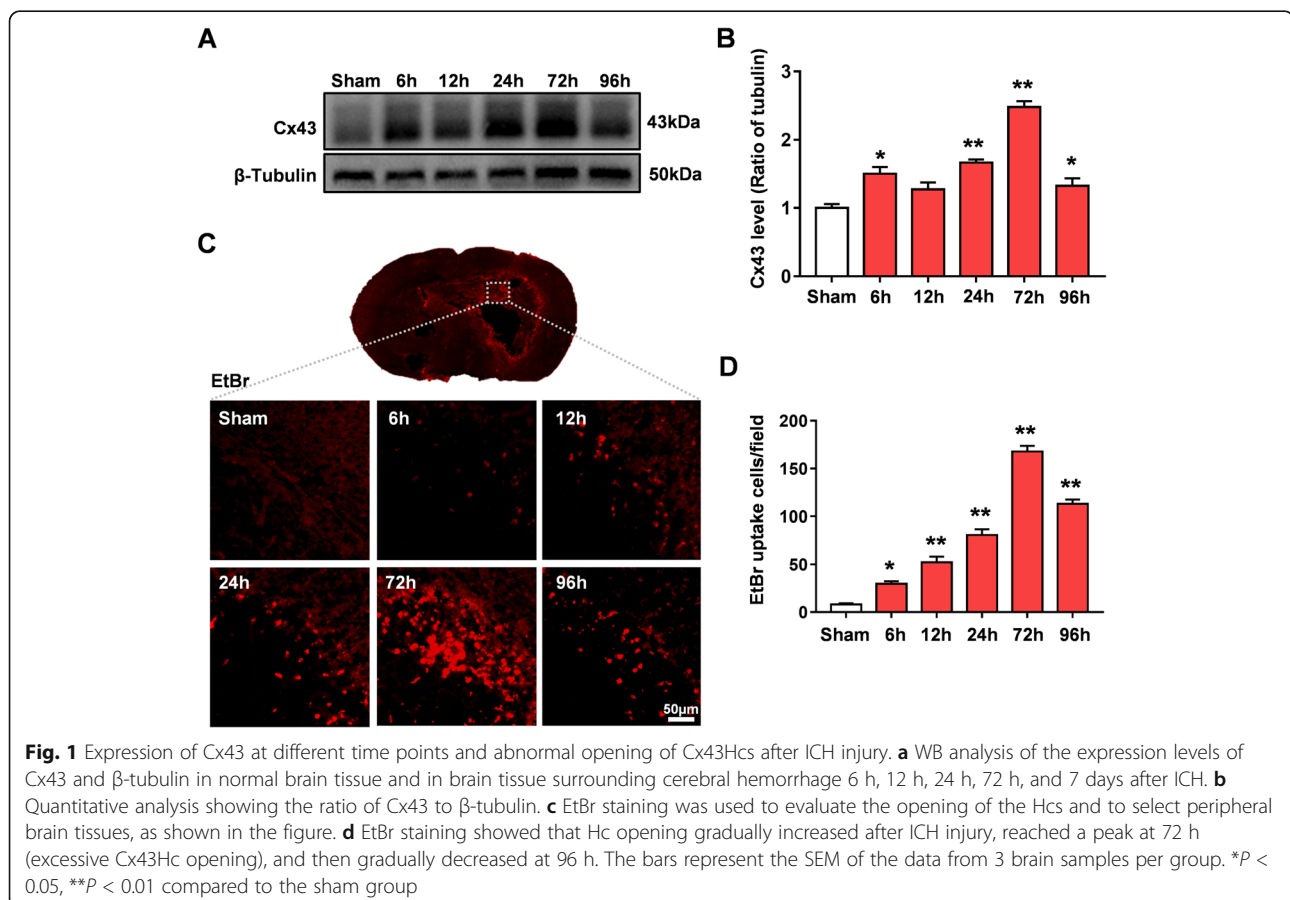 A
Sham 6h 12h 24h 72h 96h
Cx43
43kDa
β-Tubulin
50kDa
B
Cx43 level (Ratio of tubulin)
3
2
1
0
* ** ** *
Sham 6h 12h 24h 72h 96h
C
EtBr
Sham
6h
12h
24h
72h
96h
50μm
D
EtBr uptake cells/field
200
150
100
50
0
* ** ** ** **
Sham 6h 12h 24h 72h 96h
Fig. 1 Expression of Cx43 at different time points and abnormal opening of Cx43Hcs after ICH injury. a WB analysis of the expression levels of
Cx43 and β-tubulin in normal brain tissue and in brain tissue surrounding cerebral hemorrhage 6 h, 12 h, 24 h, 72 h, and 7 days after ICH. b
Quantitative analysis showing the ratio of Cx43 to β-tubulin. c EtBr staining was used to evaluate the opening of the Hcs and to select peripheral
brain tissues, as shown in the figure. d EtBr staining showed that Hc opening gradually increased after ICH injury, reached a peak at 72 h
(excessive Cx43Hc opening), and then gradually decreased at 96 h. The bars represent the SEM of the data from 3 brain samples per group. *P <
0.05, **P < 0.01 compared to the sham group